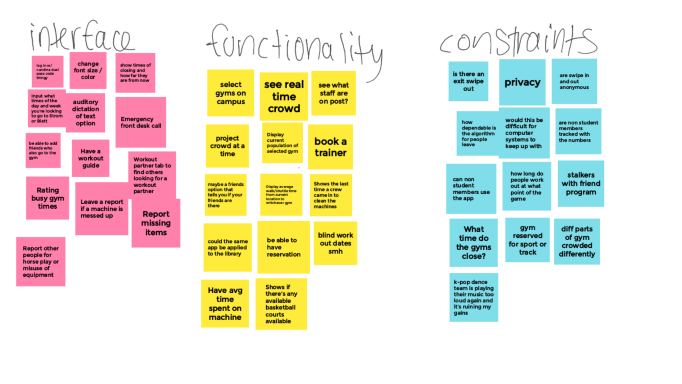 interface
functionality
constraints
change
font size /
color
show times of
closing and
how far they
are from now
Input what
times of the
day and week
you're looking
to go to Strom
or Blatt
auditory
dictation
of text
option
Emergency
front desk call
be able to add
friends who
also go to the
gym
Have a
workout
guide
Workout
partner tab to
find others
looking for a
workout
partner
Rating
busy gym
times
Leave a report
if a machine is
messed up
Report
missing
items
Report other
people for
horse play or
misuse of
equipment
select
gyms on
campus
see real
time
crowd
see what
staff are
on post?
project
crowd at a
time
Display
current
population of
selected gym
book a
trainer
maybe a friends
option that
tells you if your
friends are
there
Display average
walk/shuttle time
from current
location to
whichever gym
Shows the last
time a crew
came in to
clean the
machines
could the same
app be applied
to the library
be able to
have
reservation
blind work
out dates
smh
Have avg
time
spent on
machine
Shows if
there's any
available
basketball
courts
available
is there an
exit swipe
out
privacy
are swipe in
and out
anonymous
how
dependable is
the algorithm
for people
leave
would this be
difficult for
computer
systems to
keep up with
are non student
members
tracked with
the numbers
can non
student
members use
the app
how long do
people work
out at what
point of the
game
stalkers
with friend
program
What
time do
the gyms
close?
gym
reserved
for sport or
track
diff parts of
gym
crowded
differently
k-pop dance
team is playing
their music too
loud again and
it's ruining my
gains